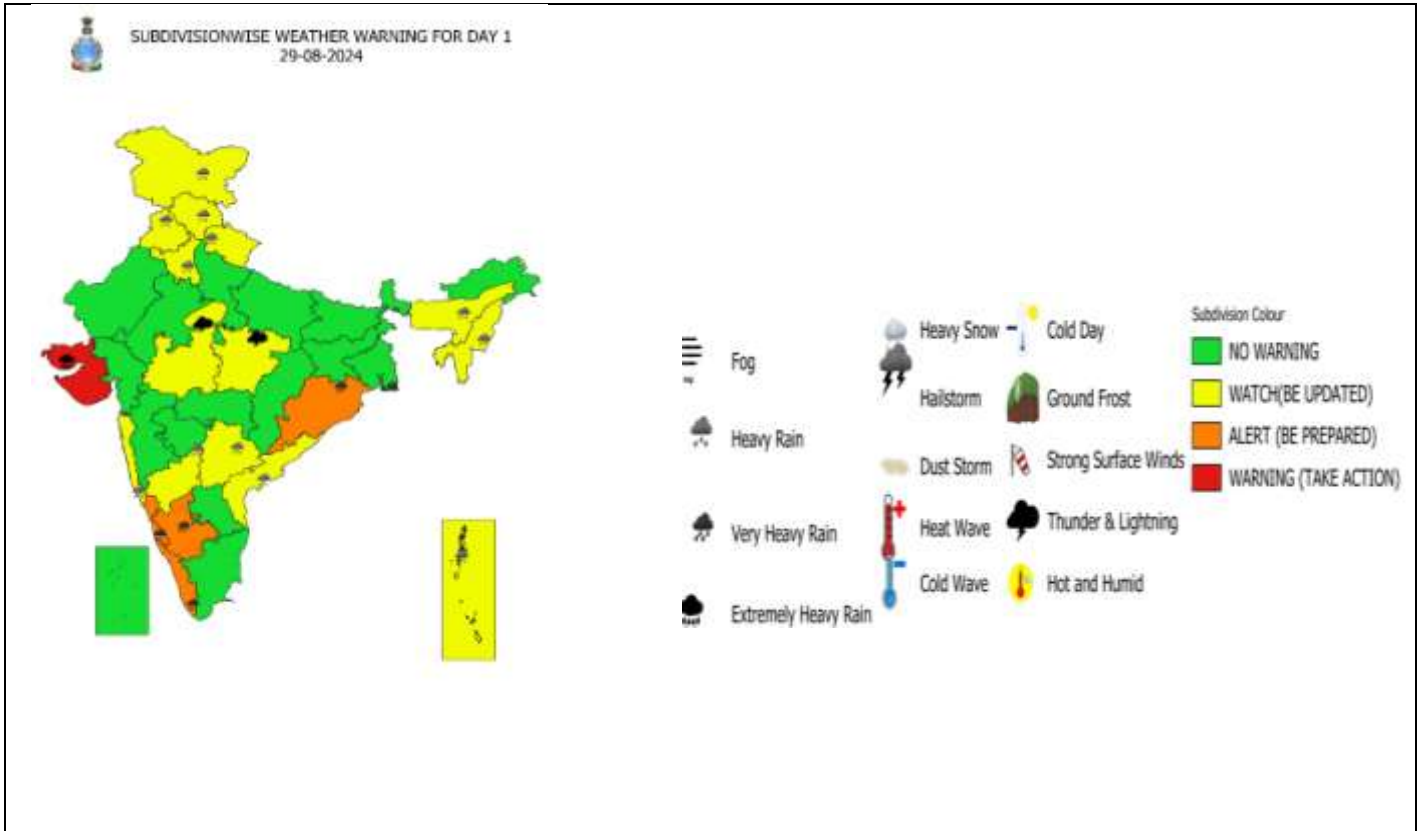 SUBDIVISIONWISE WEATHER WARNING FOR DAY 1
29-08-2024
Fog
Heavy Rain
Very Heavy Rain
Extremely Heavy Rain
Heavy Snow
Hailstorm
Dust Storm
Heat Wave
Cold Wave
Cold Day
Ground Frost
Strong Surface Winds
Thunder & Lightning
Hot and Humid
Subdivision Colour
NO WARNING
WATCH(BE UPDATED)
ALERT (BE PREPARED)
WARNING (TAKE ACTION)